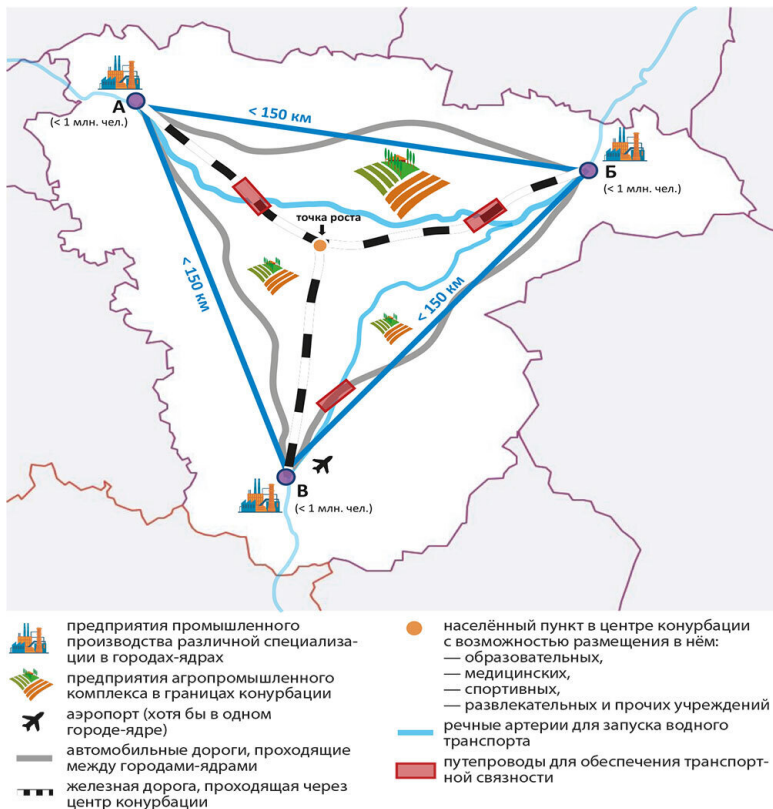 А
(< 1 млн. чел.)
< 150 км
Б
(< 1 млн. чел.)
точка роста
< 150 км
< 150 км
В
(< 1 млн. чел.)
предприятия промышленного
производства различной специализа-
ции в городах-ядрах
предприятия агропромышленного
комплекса в границах конурбации
аэропорт (хотя бы в одном
городе-ядре)
автомобильные дороги, проходящие
между городами-ядрами
железная дорога, проходящая через
центр конурбации
населённый пункт в центре конурбации
с возможностью размещения в нём:
— образовательных,
— медицинских,
— спортивных,
— развлекательных и прочих учреждений
речные артерии для запуска водного
транспорта
путепроводы для обеспечения транспорт-
ной связности